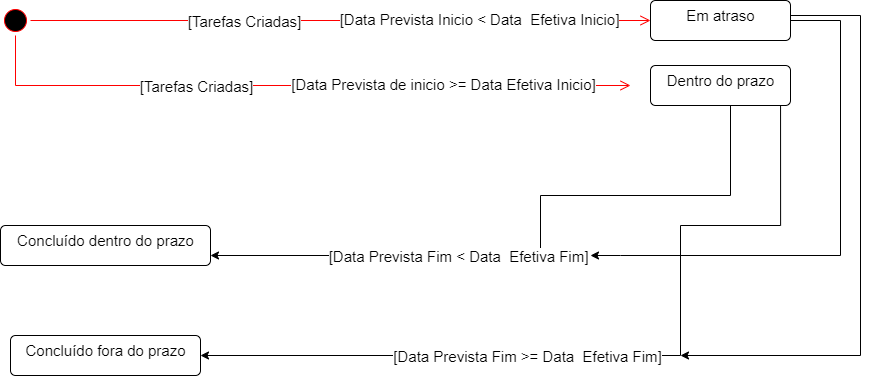 [Tarefas Criadas] [Data Prevista Inicio < Data  Efetiva Inicio] Em atraso
[Tarefas Criadas] [Data Prevista de inicio >= Data Efetiva Inicio] Dentro do prazo
Concluído dentro do prazo [Data Prevista Fim < Data  Efetiva Fim]
Concluído fora do prazo [Data Prevista Fim >= Data  Efetiva Fim]